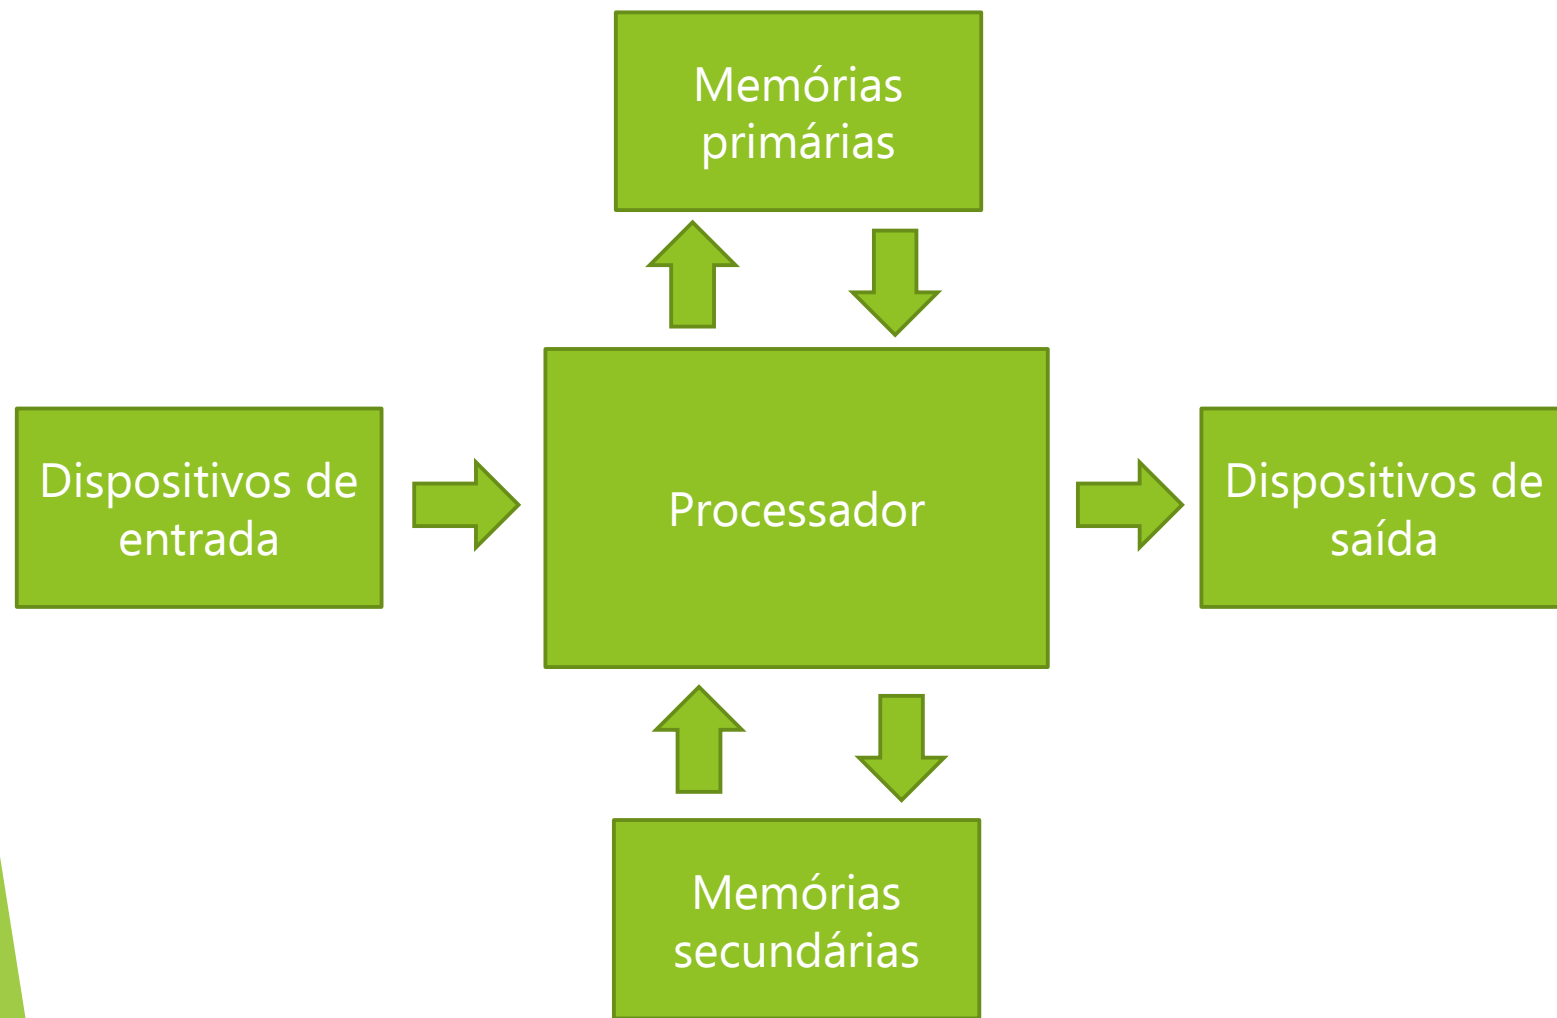 Memórias
primárias
Dispositivos de
entrada
Processador
Dispositivos de
saída
Memórias
secundárias